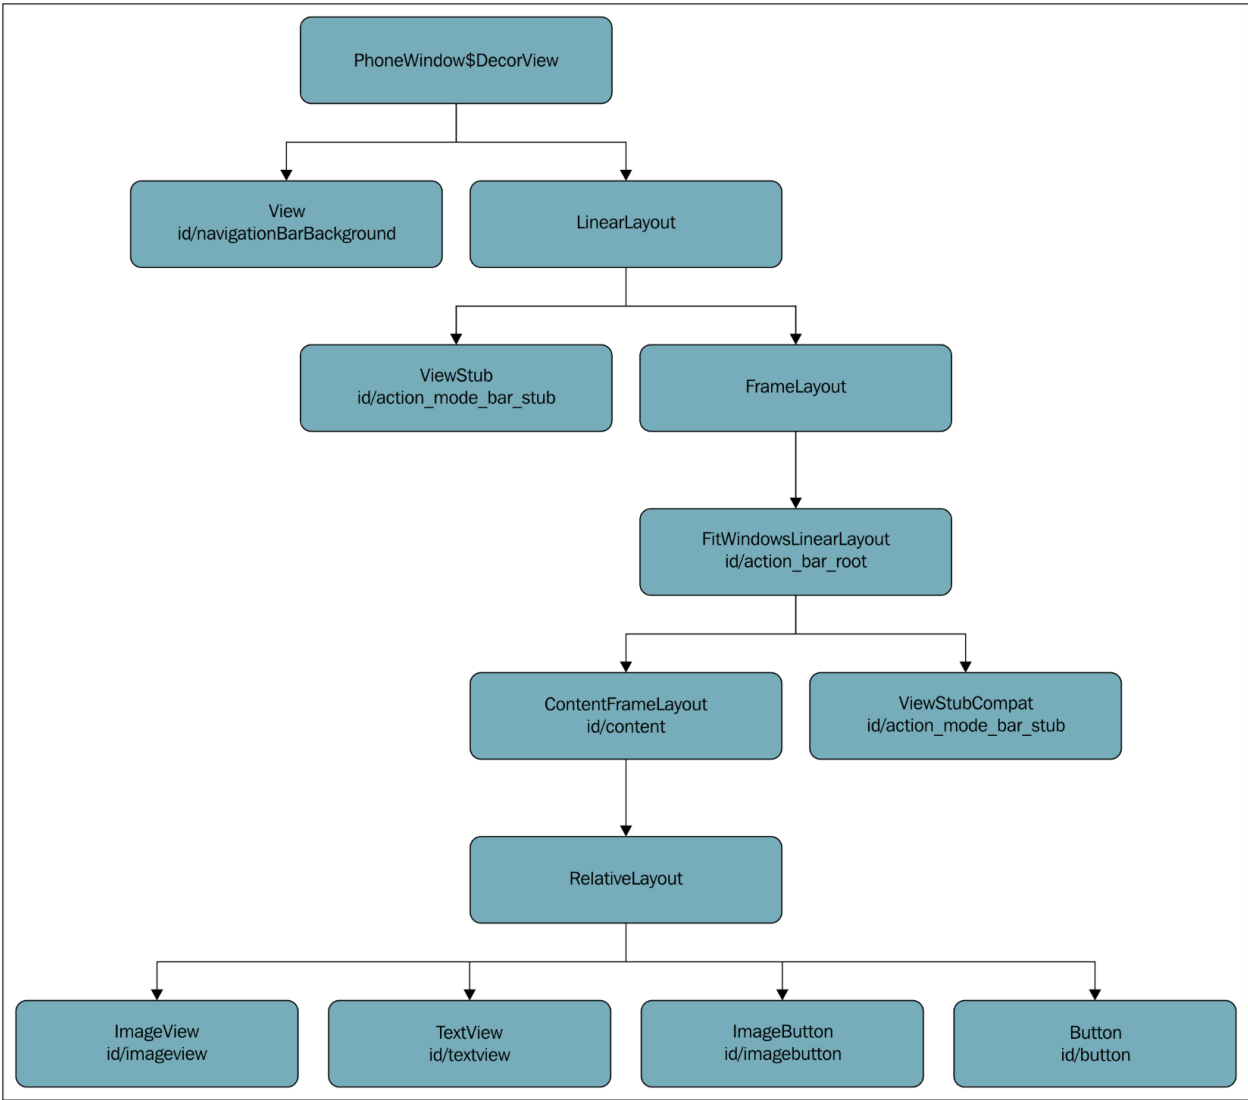 PhoneWindow$DecorView
View
id/navigationBarBackground
LinearLayout
ViewStub
id/action_mode_bar_stub
FrameLayout
FitWindowsLinearLayout
id/action_bar_root
ContentFrameLayout
id/content
ViewStubCompat
id/action_mode_bar_stub
RelativeLayout
ImageView
id/imageview
TextView
id/textview
ImageButton
id/imagebutton
Button
id/button